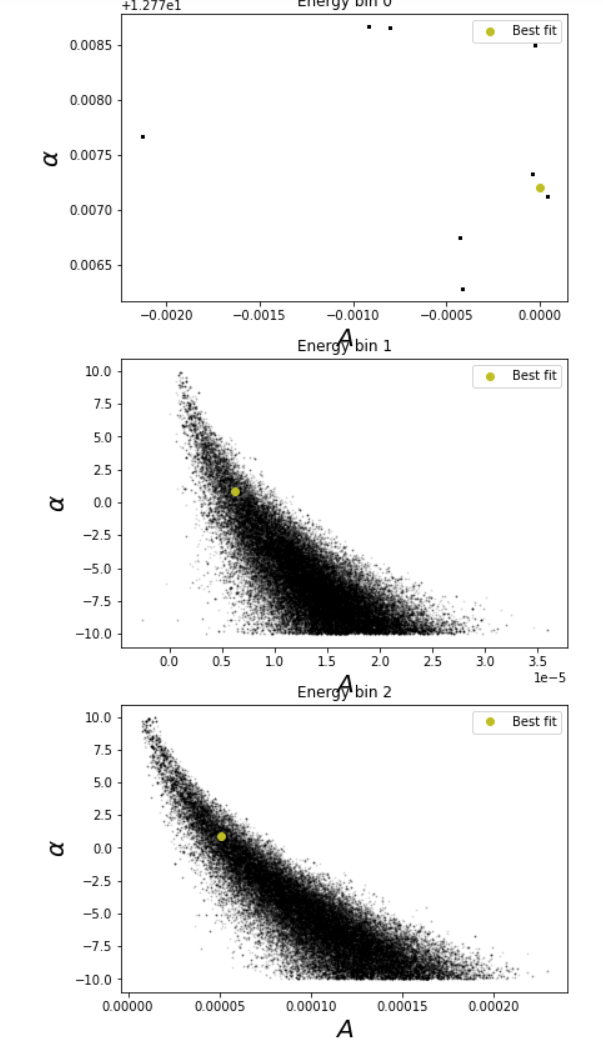 +1.277e1
Energy bin 0
Best fit
0.0085
0.0080
0.0075
0.0070
0.0065
α
−0.0020 −0.0015 −0.0010 −0.0005 0.0000
A
Energy bin 1
Best fit
10.0
7.5
5.0
2.5
0.0
−2.5
−5.0
−7.5
−10.0
α
0.0 0.5 1.0 1.5 2.0 2.5 3.0 3.5
1e−5
A
Energy bin 2
Best fit
10.0
7.5
5.0
2.5
0.0
−2.5
−5.0
−7.5
−10.0
α
0.00000 0.00005 0.00010 0.00015 0.00020
A